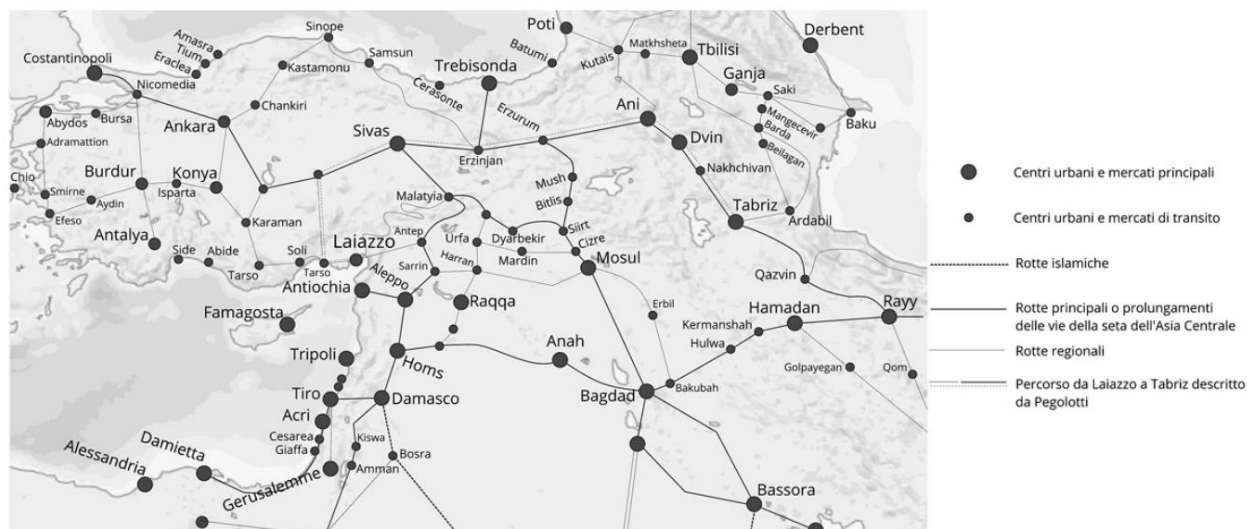 Poti
Derbent
Sinope
Amasra
Tium
Eraclea
Samsun
Batumi
Matkhsheta
Tbilisi
Kutais
Costantinopoli
Kastamonu
Trebisonda
Ganja
Saki
Nicomedia
Cerasonte
Chankiri
Erzurum
Ani
Mangecevir
Abydos
Bursa
Ankara
Sivas
Baku
Barda
Adramattion
Dvin
Beilagan
Erzinjan
Chio
Burdur
Konya
Nakhchivan
Mush
Isparta
Malatyia
Bitlis
Smirne
Aydin
Tabriz
Efeso
Karaman
Ardabil
Siirt
Antalya
Antep
Urfa
Dyarbekir
Cizre
Side
Abide
Soli
Laiazzo
Mardin
Tarso
Tarso
Sarrin
Harran
Mosul
Aleppo
Qazvin
Antiochia
Raqqa
Erbil
Hamadan
Rayy
Famagosta
Kermanshah
Anah
Hulwa
Tripoli
Homs
Golpayegan
Qom
Bakubah
Tiro
Damasco
Bagdad
Acri
Cesarea
Giaffa
Kiswa
Damietta
Bosra
Alessandria
Amman
Gerusalemme
Bassora
Centri urbani e mercati principali
Centri urbani e mercati di transito
Rotte islamiche
Rotte principali o prolungamenti
delle vie della seta dell'Asia Centrale
Rotte regionali
Percorso da Laiazzo a Tabriz descritto
da Pegolotti